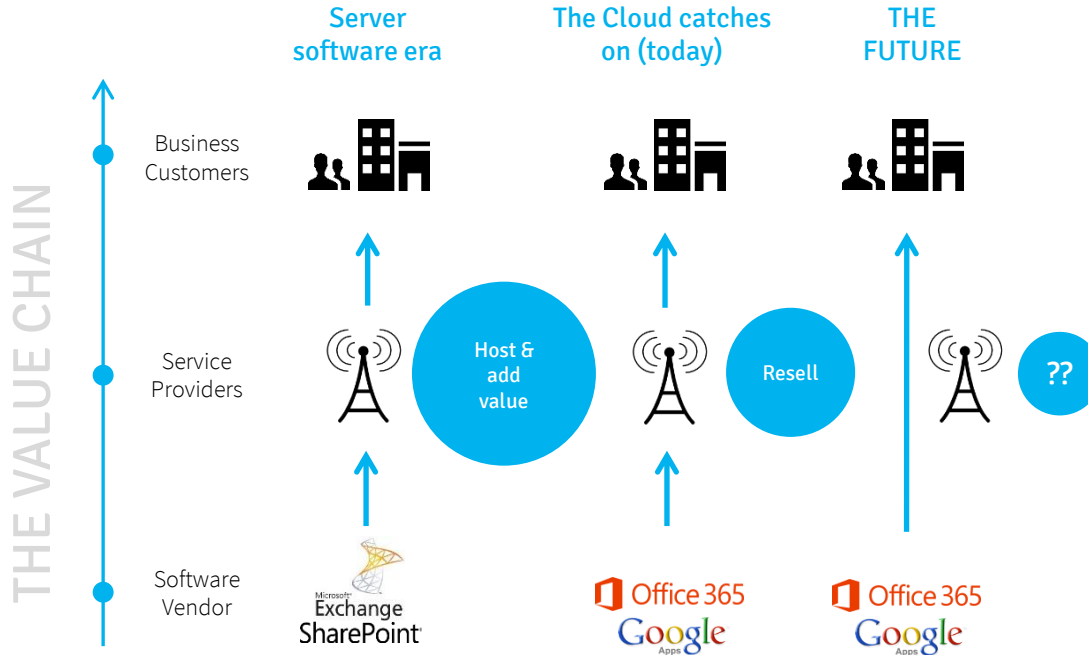 Server
software era
The Cloud catches
on (today)
THE
FUTURE
THE VALUE CHAIN
Business
Customers
Service
Providers
Host &
add
value
Resell
??
Software
Vendor
Microsoft®
Exchange
SharePoint
Office 365
Google
Apps
Office 365
Google
Apps